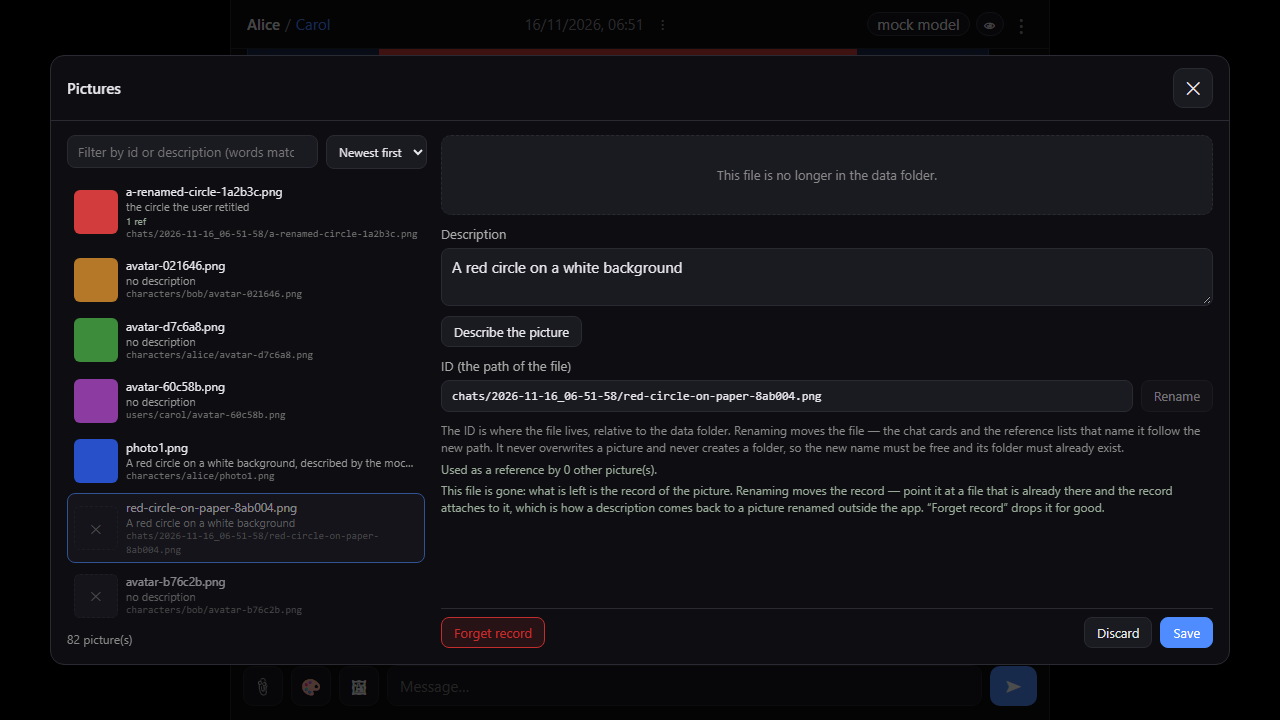 Alice / Carol
16/11/2026, 06:51
mock model
Pictures
Filter by id or description (words matc
Newest first
a-renamed-circle-1a2b3c.png
the circle the user retitled
1 ref
chats/2026-11-16_06-51-58/a-renamed-circle-1a2b3c.png
avatar-021646.png
no description
characters/bob/avatar-021646.png
avatar-d7c6a8.png
no description
characters/alice/avatar-d7c6a8.png
avatar-60c58b.png
no description
users/carol/avatar-60c58b.png
photo1.png
A red circle on a white background, described by the moc...
characters/alice/photo1.png
red-circle-on-paper-8ab004.png
A red circle on a white background
chats/2026-11-16_06-51-58/red-circle-on-paper-
8ab004.png
avatar-b76c2b.png
no description
characters/bob/avatar-b76c2b.png
82 picture(s)
This file is no longer in the data folder.
Description
A red circle on a white background
Describe the picture
ID (the path of the file)
chats/2026-11-16_06-51-58/red-circle-on-paper-8ab004.png
Rename
The ID is where the file lives, relative to the data folder. Renaming moves the file — the chat cards and the reference lists that name it follow the
new path. It never overwrites a picture and never creates a folder, so the new name must be free and its folder must already exist.
Used as a reference by 0 other picture(s).
This file is gone: what is left is the record of the picture. Renaming moves the record — point it at a file that is already there and the record
attaches to it, which is how a description comes back to a picture renamed outside the app. “Forget record” drops it for good.
Forget record
Discard
Save
Message...